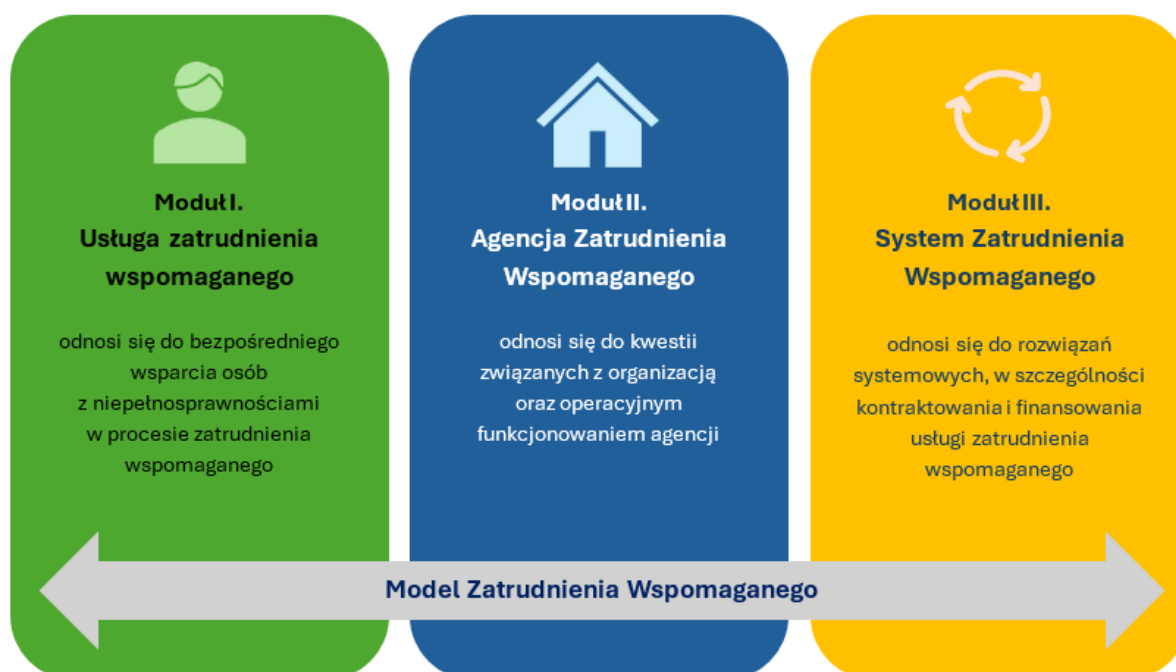 Moduł I.
Usługa zatrudnienia
wspomaganego
odnosi się do bezpośredniego
wsparcia osób
z niepełnosprawnościami
w procesie zatrudnienia
wspomaganego
Moduł II.
Agencja Zatrudnienia
Wspomaganego
odnosi się do kwestii
związanych z organizacją
oraz operacyjnym
funkcjonowaniem agencji
Moduł III.
System Zatrudnienia
Wspomaganego
odnosi się do rozwiązań
systemowych, w szczególności
kontraktowania i finansowania
usługi zatrudnienia
wspomaganego
Model Zatrudnienia Wspomaganego